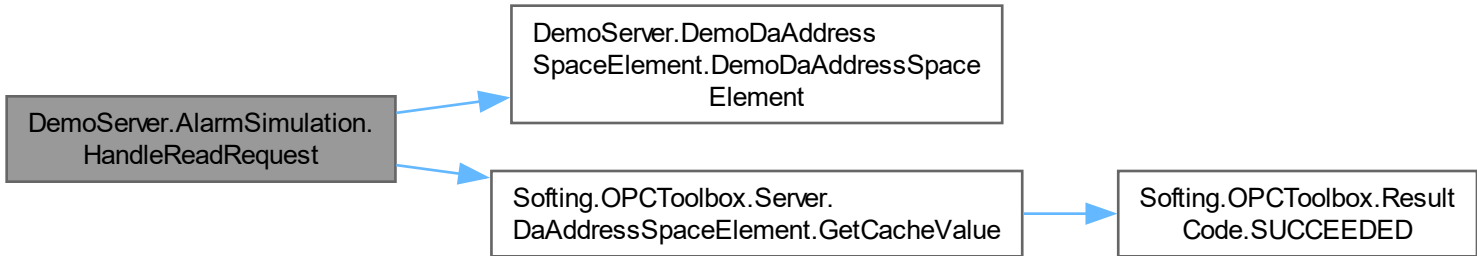 DemoServer.AlarmSimulation.
HandleReadRequest
DemoServer.DemoDaAddress
SpaceElement.DemoDaAddressSpace
Element
Softing.OPCToolbox.Server.
DaAddressSpaceElement.GetCacheValue
Softing.OPCToolbox.Result
Code.SUCCEEDED